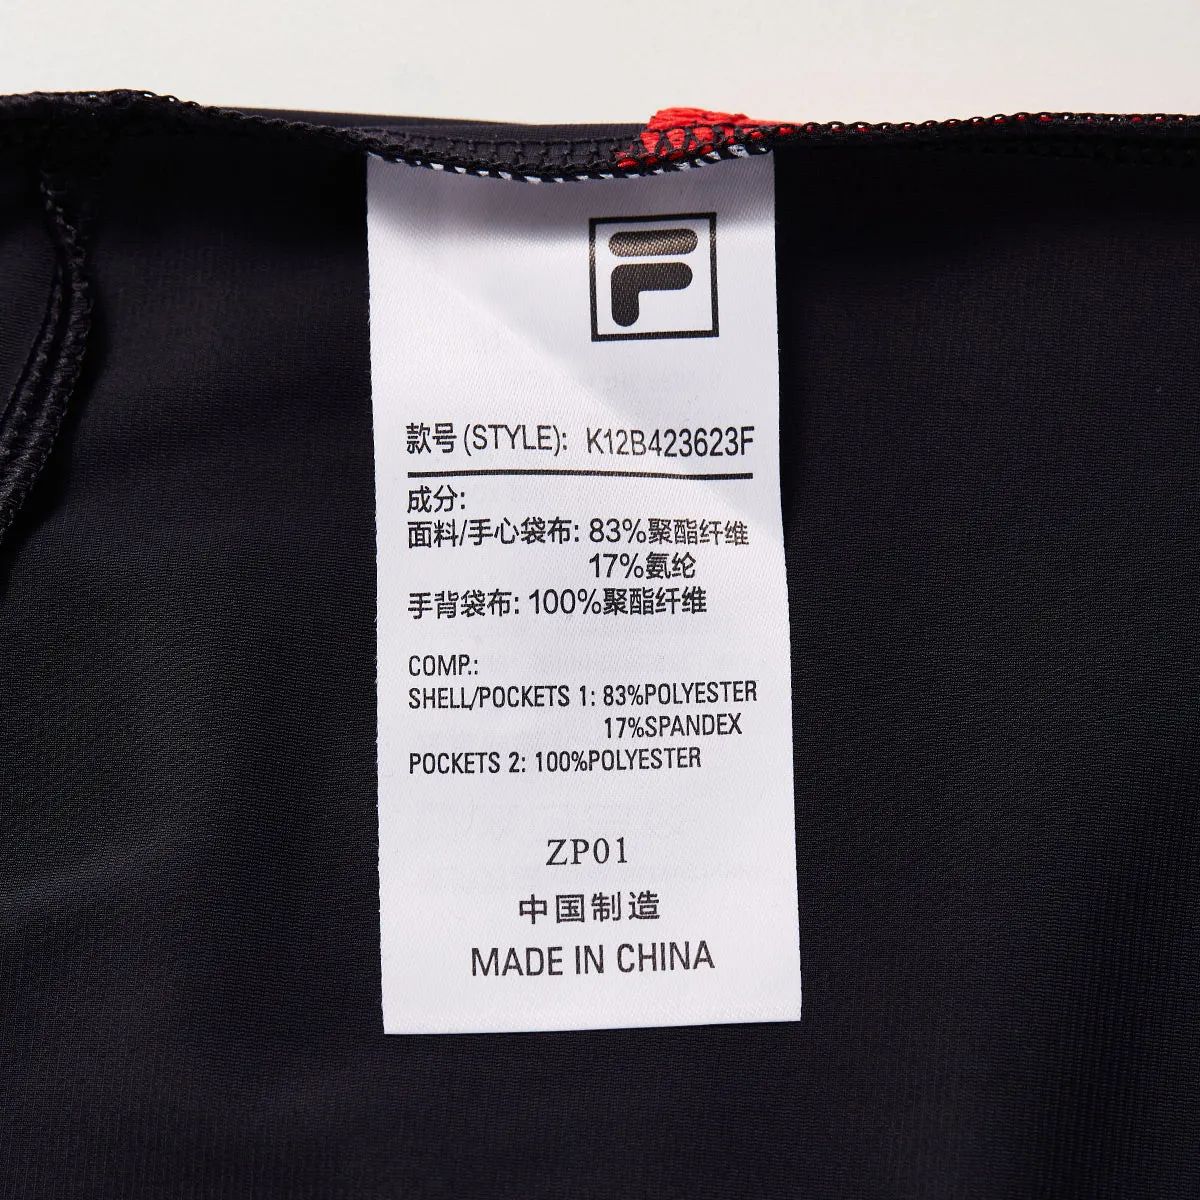 F
款号(STYLE): K12B423623F
成分:
面料/手心袋布: 83%聚酯纤维
17%氨纶
手背袋布: 100%聚酯纤维
COMP.:
SHELL/POCKETS 1: 83%POLYESTER
17%SPANDEX
POCKETS 2: 100%POLYESTER
ZP01
中国制造
MADE IN CHINA